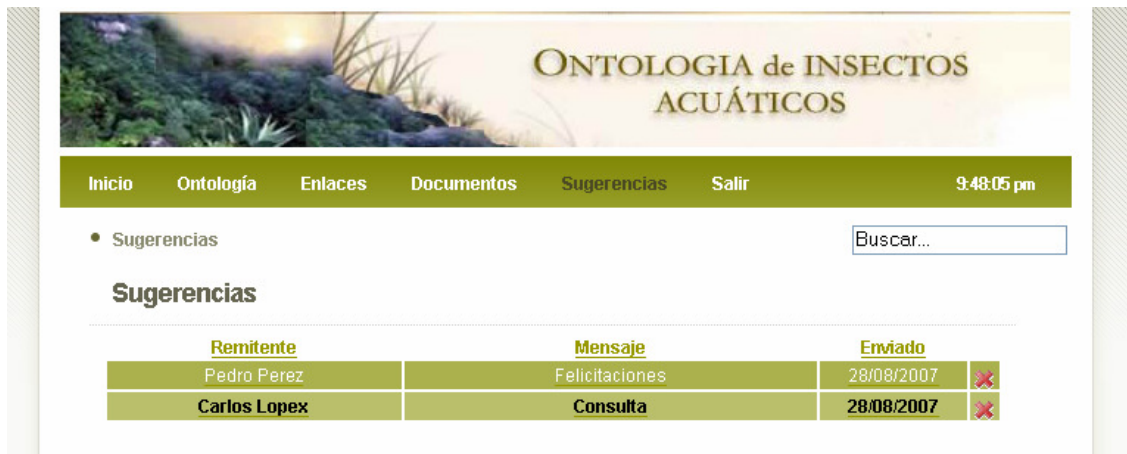 ONTOLOGIA de INSECTOS
ACUÁTICOS
Inicio Ontología Enlaces Documentos Sugerencias Salir 9:48:05 pm
Sugerencias Buscar...
Sugerencias
Remitente Mensaje Enviado
Pedro Perez Felicitaciones 28/08/2007
Carlos Lopex Consulta 28/08/2007